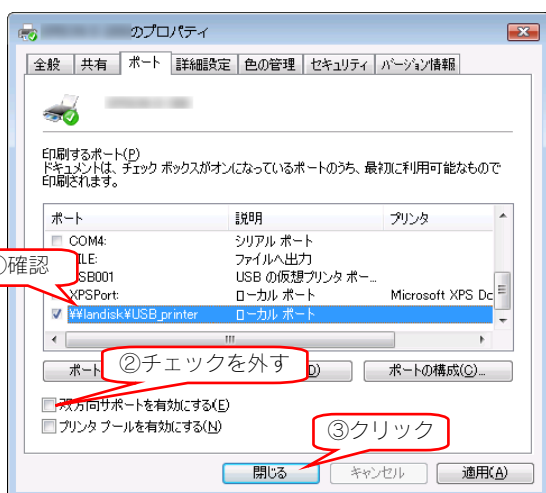 のプロパティ
全般 共有 ポート 詳細設定 色の管理 セキュリティ バージョン情報
印刷するポート(P)
ドキュメントは、チェック ボックスがオンになっているポートのうち、最初に利用可能なもので
印刷されます。
ポート 説明 プリンタ
COM4: シリアル ポート
ILE: ファイルへ出力
SB001 USB の仮想プリンタ ポー...
XPSPort: ローカル ポート Microsoft XPS Dc
¥¥landisk¥USB_printer ローカル ポート
確認
ポート D) ポートの構成(C)...
②チェックを外す
双方向サポートを有効にする(E)
プリンタ プールを有効にする(N)
③クリック
閉じる キャンセル 適用(A)